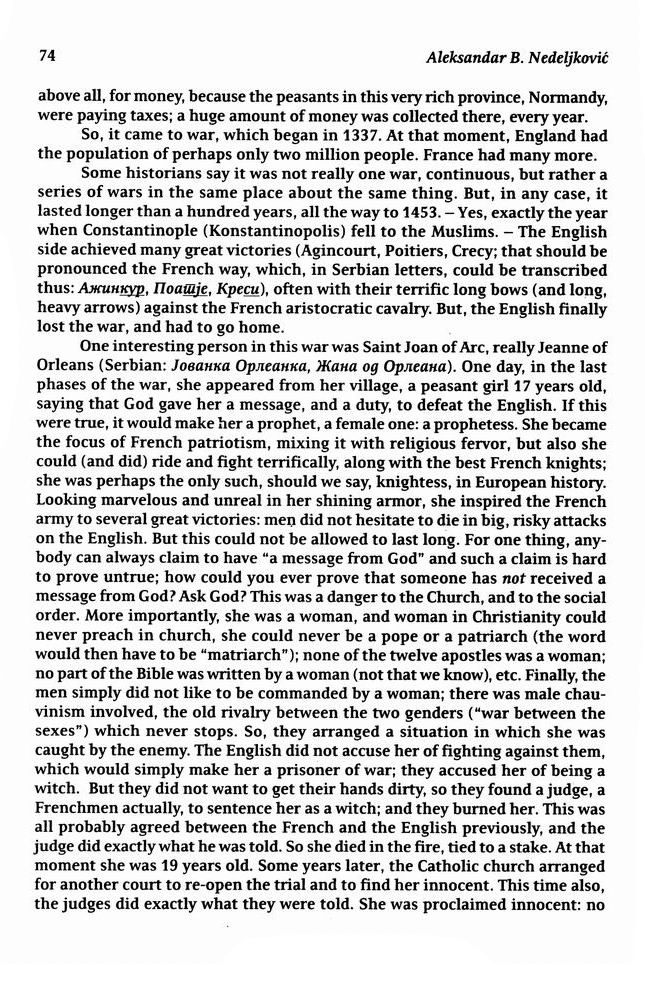 74
Aleksandar B. Nedeljković
above all, for money, because the peasants in this very rich province, Normandy,
were paying taxes; a huge amount of money was collected there, every year.
So, it came to war, which began in 1337. At that moment, England had
the population of perhaps only two million people. France had many more.
Some historians say it was not really one war, continuous, but rather a
series of wars in the same place about the same thing. But, in any case, it
lasted longer than a hundred years, all the way to 1453. – Yes, exactly the year
when Constantinople (Konstantinopolis) fell to the Muslims. – The English
side achieved many great victories (Agincourt, Poitiers, Crecy; that should be
pronounced the French way, which, in Serbian letters, could be transcribed
thus: Ажинкур, Поатје, Креси), often with their terrific long bows (and long,
heavy arrows) against the French aristocratic cavalry. But, the English finally
lost the war, and had to go home.
One interesting person in this war was Saint Joan of Arc, really Jeanne of
Orleans (Serbian: Јованка Орлеанка, Жана од Орлеана). One day, in the last
phases of the war, she appeared from her village, a peasant girl 17 years old,
saying that God gave her a message, and a duty, to defeat the English. If this
were true, it would make her a prophet, a female one: a prophetess. She became
the focus of French patriotism, mixing it with religious fervor, but also she
could (and did) ride and fight terrifically, along with the best French knights;
she was perhaps the only such, should we say, knightess, in European history.
Looking marvelous and unreal in her shining armor, she inspired the French
army to several great victories: men did not hesitate to die in big, risky attacks
on the English. But this could not be allowed to last long. For one thing, any-
body can always claim to have “a message from God” and such a claim is hard
to prove untrue; how could you ever prove that someone has not received a
message from God? Ask God? This was a danger to the Church, and to the social
order. More importantly, she was a woman, and woman in Christianity could
never preach in church, she could never be a pope or a patriarch (the word
would then have to be “matriarch”); none of the twelve apostles was a woman;
no part of the Bible was written by a woman (not that we know), etc. Finally, the
men simply did not like to be commanded by a woman; there was male chau-
vinism involved, the old rivalry between the two genders (“war between the
sexes”) which never stops. So, they arranged a situation in which she was
caught by the enemy. The English did not accuse her of fighting against them,
which would simply make her a prisoner of war; they accused her of being a
witch. But they did not want to get their hands dirty, so they found a judge, a
Frenchmen actually, to sentence her as a witch; and they burned her. This was
all probably agreed between the French and the English previously, and the
judge did exactly what he was told. So she died in the fire, tied to a stake. At that
moment she was 19 years old. Some years later, the Catholic church arranged
for another court to re-open the trial and to find her innocent. This time also,
the judges did exactly what they were told. She was proclaimed innocent: no